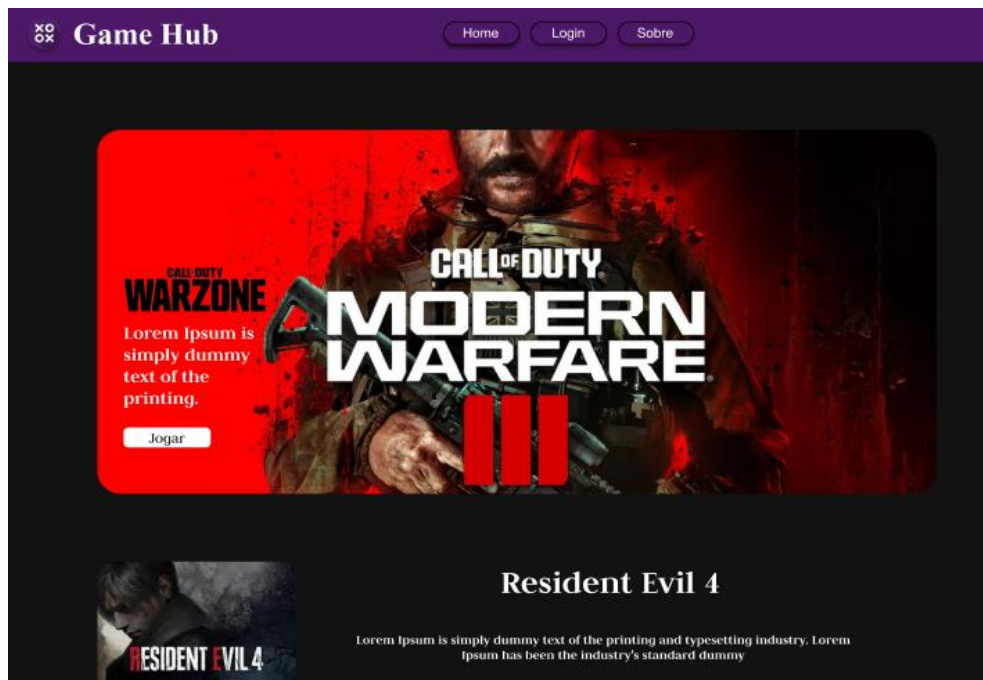 XO
OX
Game Hub
Home
Login
Sobre
CALL OF DUTY
MODERN
WARFARE
III
CALL OF DUTY
WARZONE
Lorem Ipsum is
simply dummy
text of the
printing.
Jogar
RESIDENT EVIL 4
Resident Evil 4
Lorem Ipsum is simply dummy text of the printing and typesetting industry. Lorem
Ipsum has been the industry's standard dummy